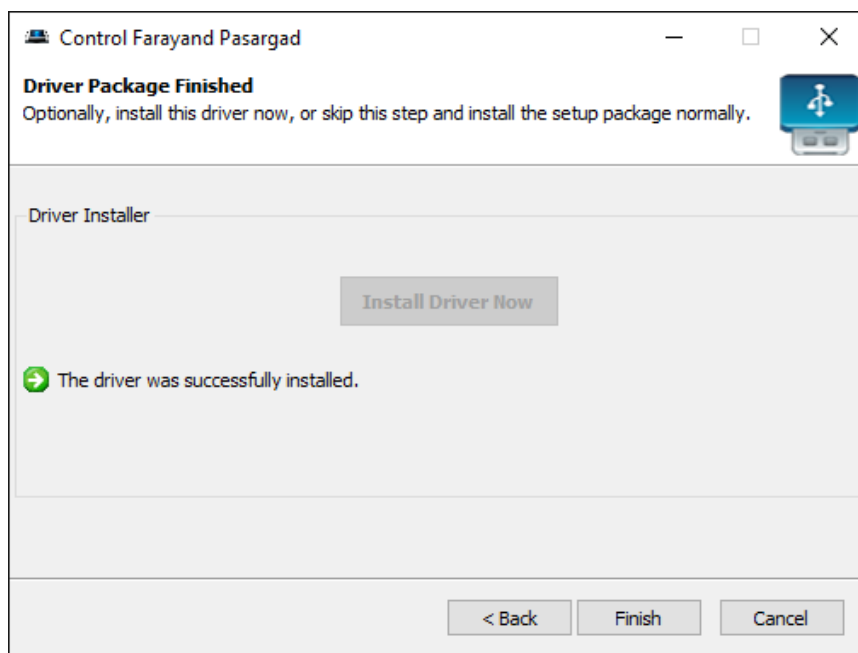 Control Farayand Pasargad
Driver Package Finished
Optionally, install this driver now, or skip this step and install the setup package normally.
Driver Installer
Install Driver Now
The driver was successfully installed.
< Back
Finish
Cancel